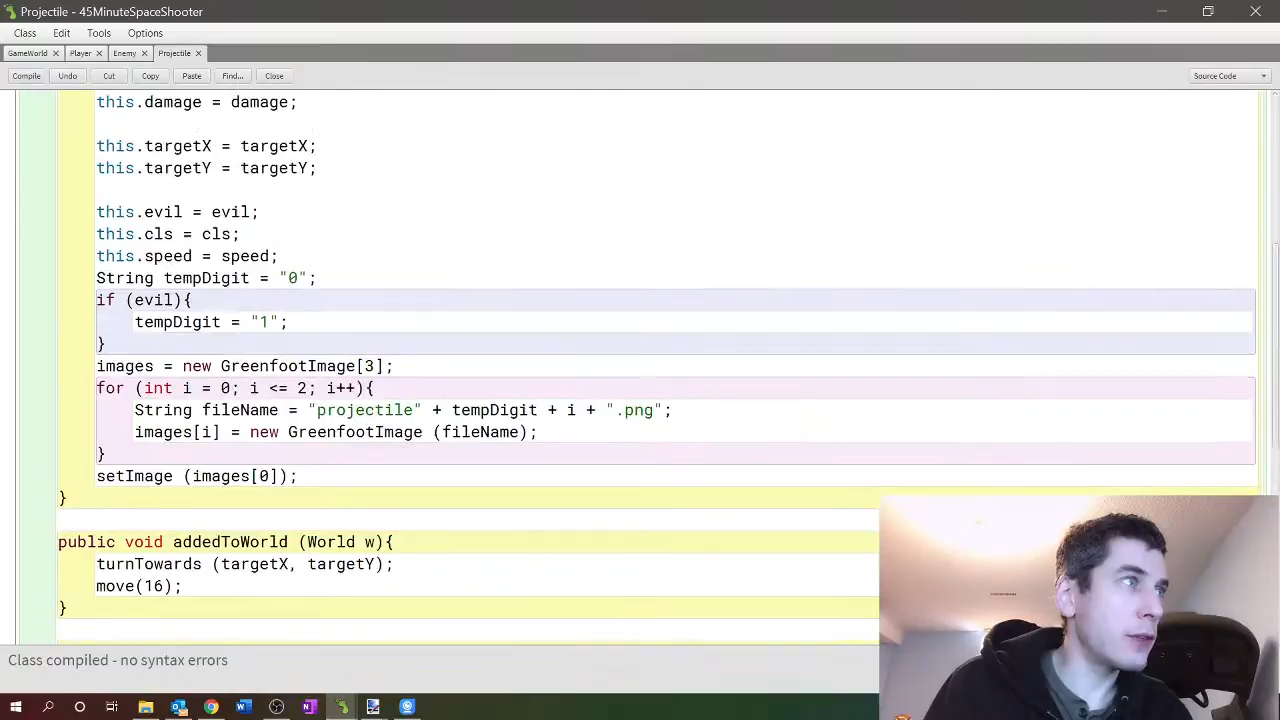 Projectile - 45MinuteSpaceShooter
Class Edit Tools Options
GameWorld Player Enemy Projectile
Compile Undo Cut Copy Paste Find... Close Source Code
this.damage = damage;
this.targetX = targetX;
this.targetY = targetY;
this.evil = evil;
this.cls = cls;
this.speed = speed;
String tempDigit = "0";
if (evil){
tempDigit = "1";
}
images = new GreenfootImage[3];
for (int i = 0; i <= 2; i++){
String fileName = "projectile" + tempDigit + i + ".png";
images[i] = new GreenfootImage (fileName);
}
setImage (images[0]);
}
public void addedToWorld (World w){
turnTowards (targetX, targetY);
move(16);
}
Class compiled - no syntax errors